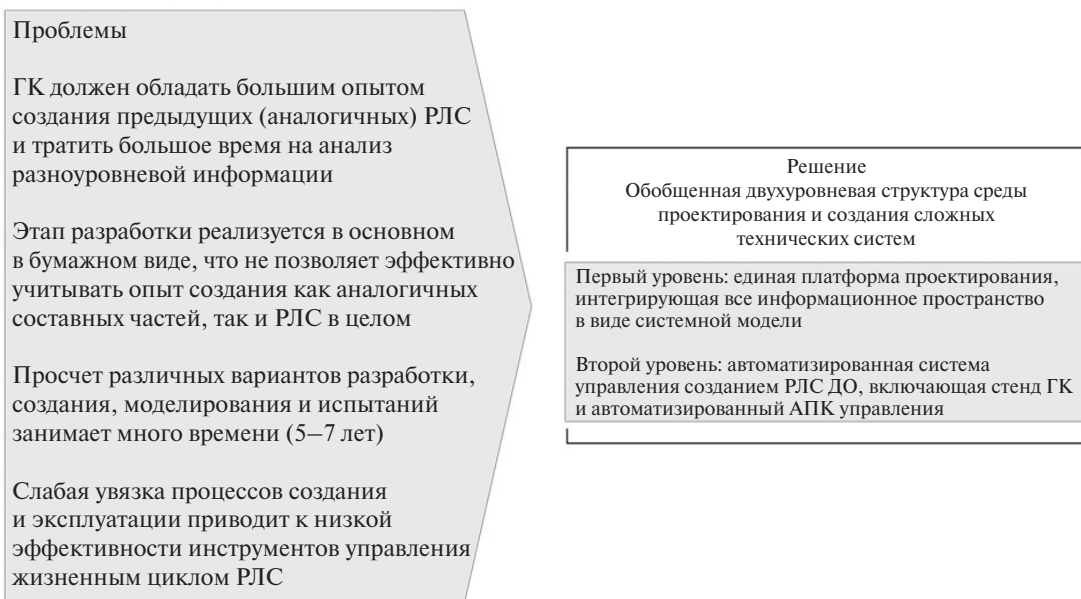 Проблемы
ГК должен обладать большим опытом
создания предыдущих (аналогичных) РЛС
и тратить большое время на анализ
разноуровневой информации
Этап разработки реализуется в основном
в бумажном виде, что не позволяет эффективно
учитывать опыт создания как аналогичных
составных частей, так и РЛС в целом
Просчет различных вариантов разработки,
создания, моделирования и испытаний
занимает много времени (5–7 лет)
Слабая увязка процессов создания
и эксплуатации приводит к низкой
эффективности инструментов управления
жизненным циклом РЛС
Решение
Обобщенная двухуровневая структура среды
проектирования и создания сложных
технических систем
Первый уровень: единая платформа проектирования,
интегрирующая все информационное пространство
в виде системной модели
Второй уровень: автоматизированная система
управления созданием РЛС ДО, включающая стенд ГК
и автоматизированный АПК управления